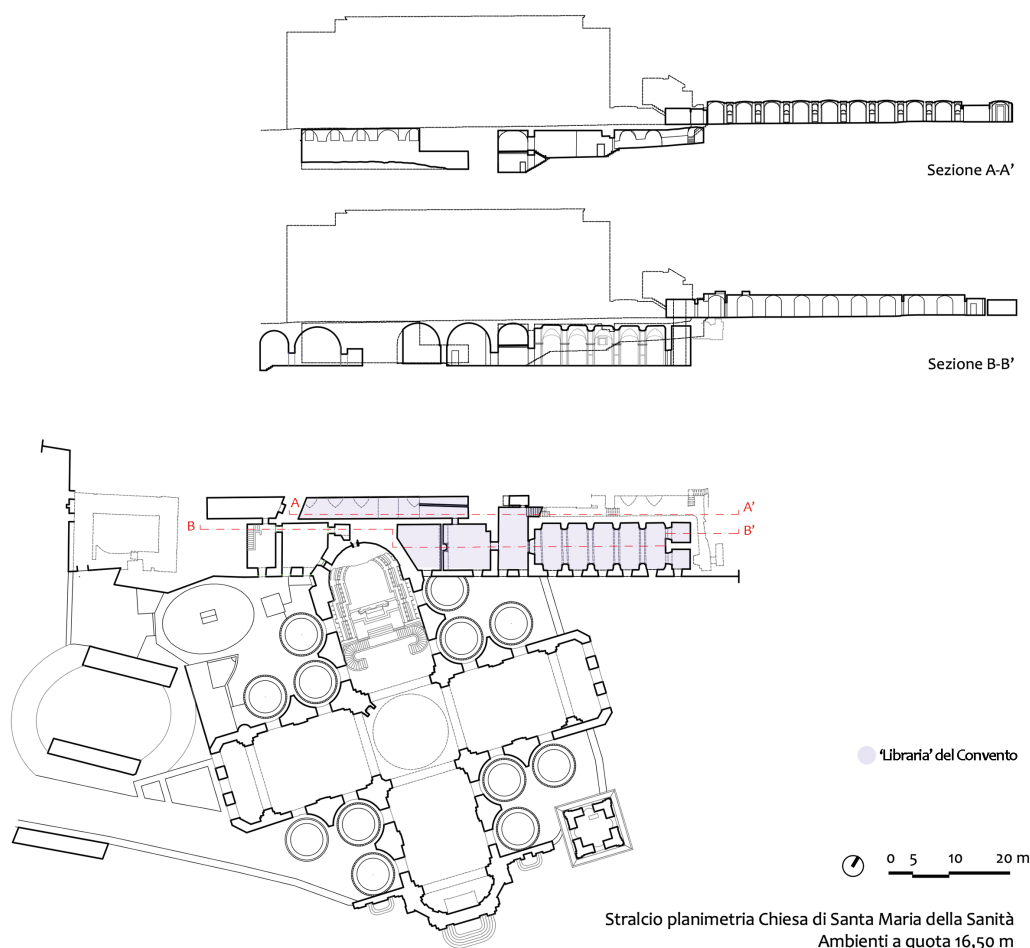 Sezione A-A’
Sezione B-B’
A
A’
B
B’
‘Libraria’ del Convento
0 5 10 20 m
Stralcio planimetria Chiesa di Santa Maria della Sanità
Ambienti a quota 16,50 m